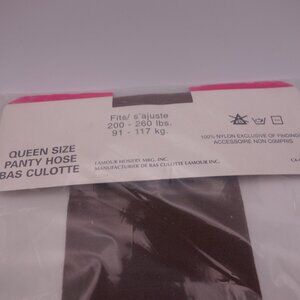 Fits/ s'ajuste
200 - 260 lbs.
91 - 117 kg.
100% NYLON EXCLUSIVE OF FINDING
ACCESSOIRE NON COMPRIS
QUEEN SIZE
PANTY HOSE
BAS CULOTTE
LAMOUR HOSIERY MFG. INC.
MANUFACTURIER DE BAS CULOTTE LAMOUR INC.